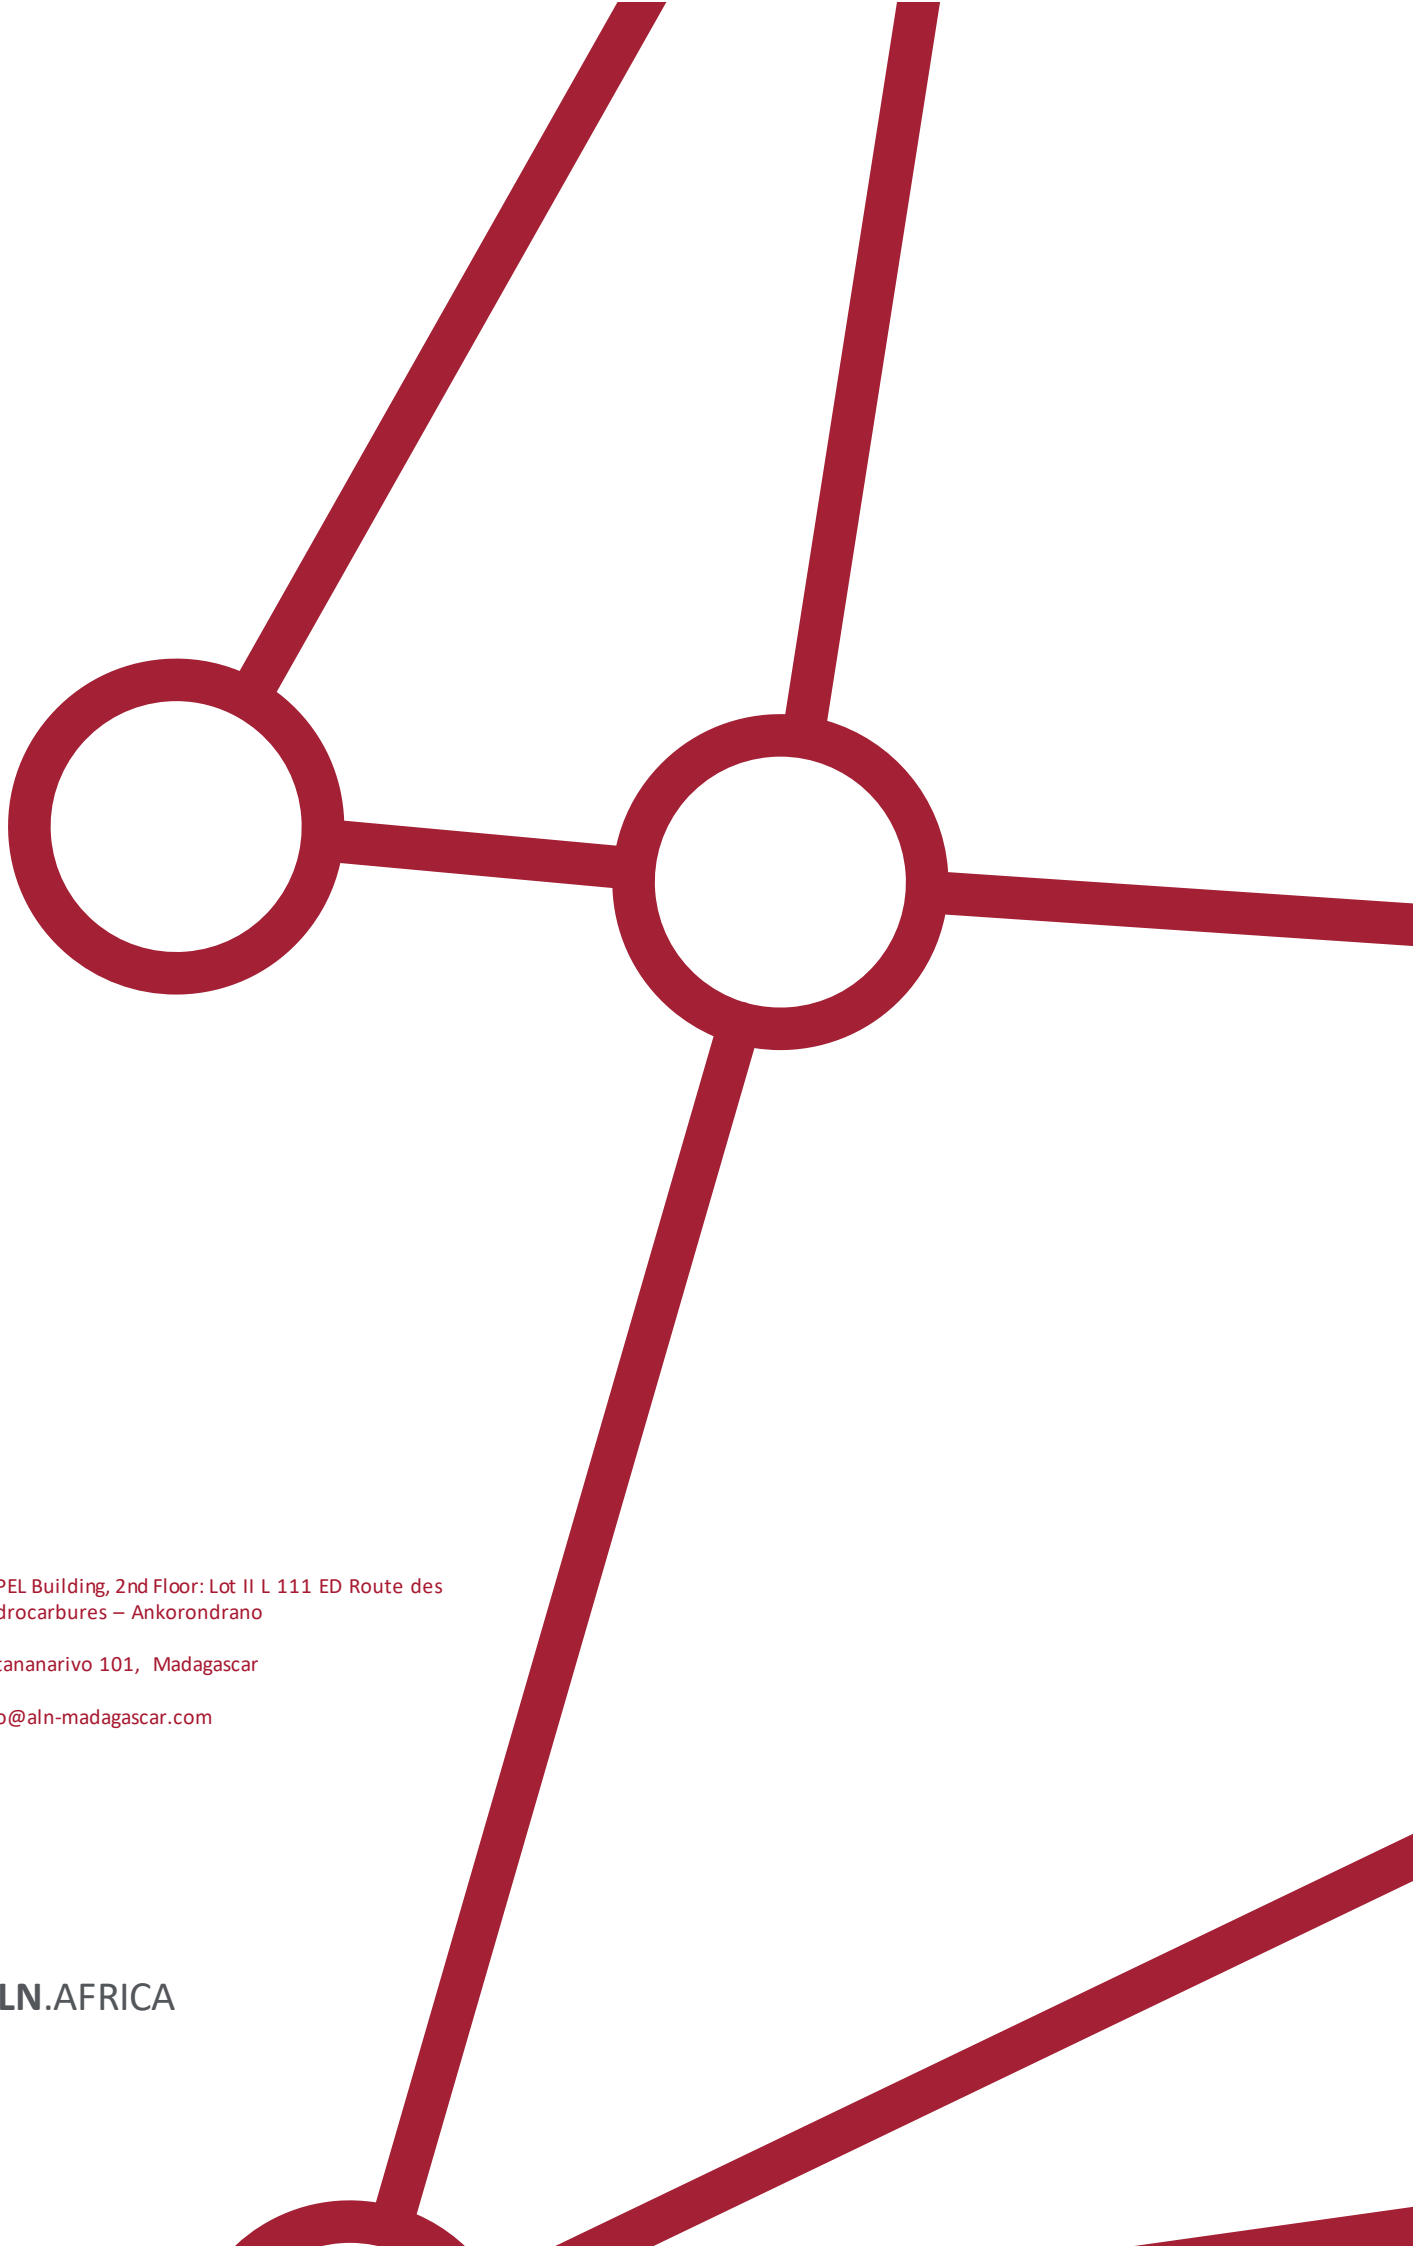 PEL Building, 2nd Floor: Lot II L 111 ED Route des
drocarbures – Ankorondrano
tananarivo 101, Madagascar
o@aln-madagascar.com
LN.AFRICA